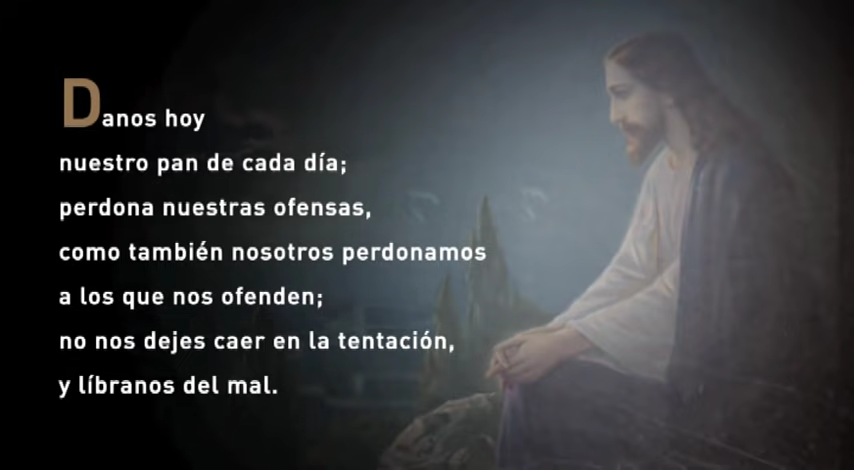 Danos hoy
nuestro pan de cada día;
perdona nuestras ofensas,
como también nosotros perdonamos
a los que nos ofenden;
no nos dejes caer en la tentación,
y líbranos del mal.